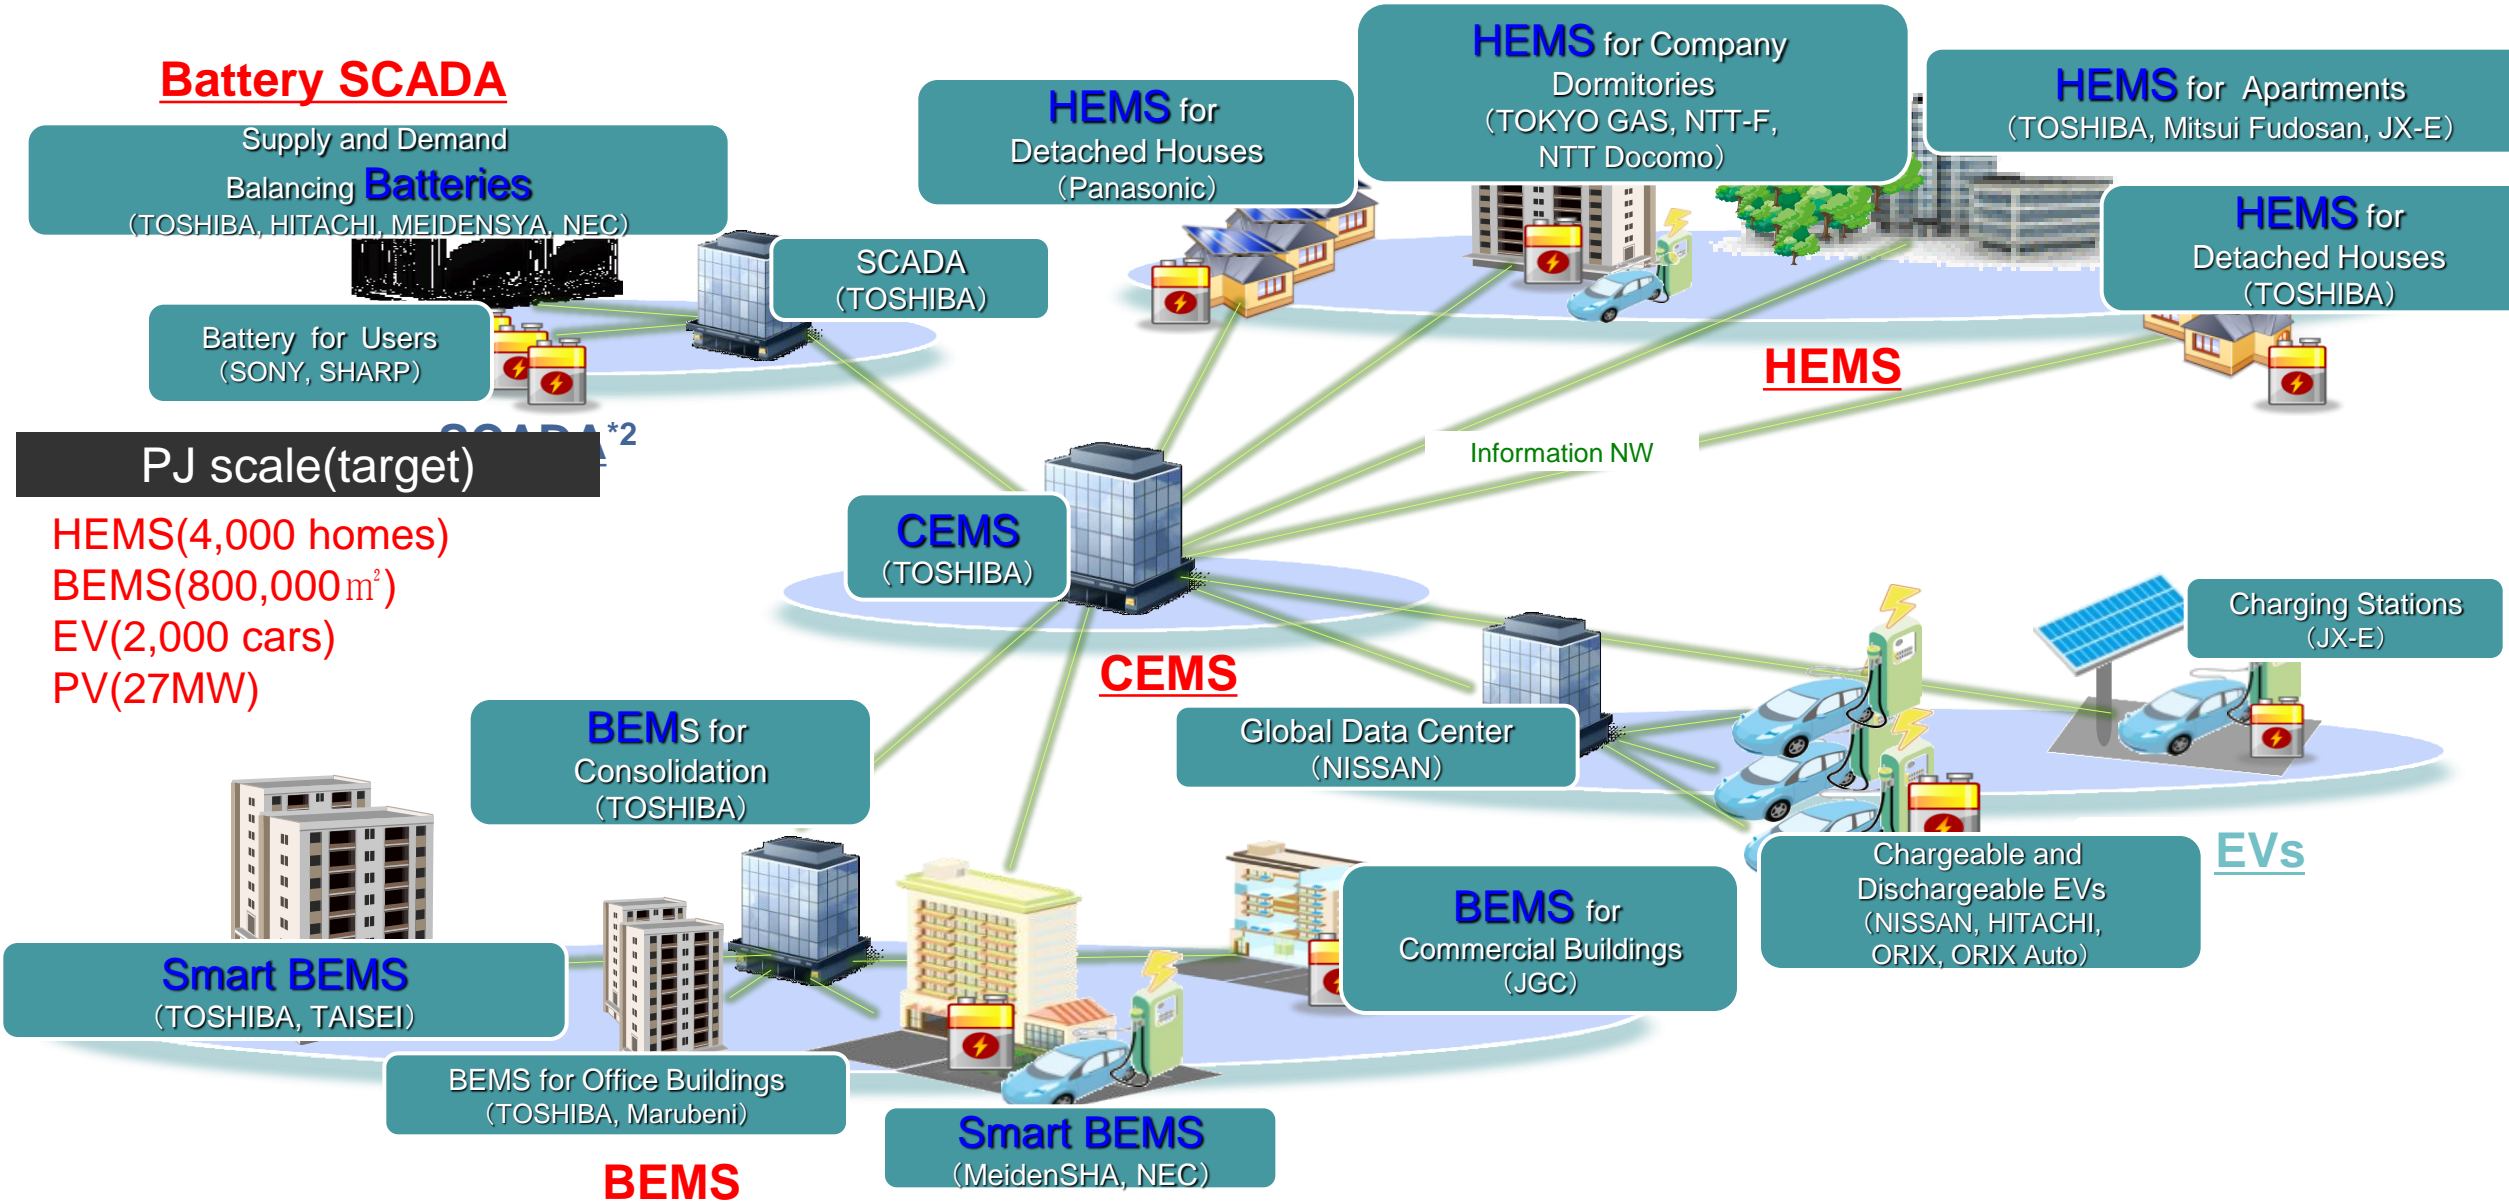 Battery SCADA
Supply and Demand
Balancing Batteries
（TOSHIBA, HITACHI, MEIDENSYA, NEC）
SCADA
（TOSHIBA）
Battery for Users
（SONY, SHARP）
SCADA*2
HEMS for
Detached Houses
（Panasonic）
HEMS for Company
Dormitories
（TOKYO GAS, NTT-F,
NTT Docomo）
HEMS for Apartments
（TOSHIBA, Mitsui Fudosan, JX-E）
HEMS for
Detached Houses
（TOSHIBA）
HEMS
Information NW
PJ scale(target)
HEMS(4,000 homes)
BEMS(800,000㎡)
EV(2,000 cars)
PV(27MW)
CEMS
（TOSHIBA）
CEMS
Charging Stations
（JX-E）
Global Data Center
（NISSAN）
Chargeable and
Dischargeable EVs
（NISSAN, HITACHI,
ORIX, ORIX Auto）
EVs
BEMS for
Consolidation
（TOSHIBA）
BEMS for
Commercial Buildings
（JGC）
Smart BEMS
（TOSHIBA, TAISEI）
BEMS for Office Buildings
（TOSHIBA, Marubeni）
Smart BEMS
（MeidenSHA, NEC）
BEMS